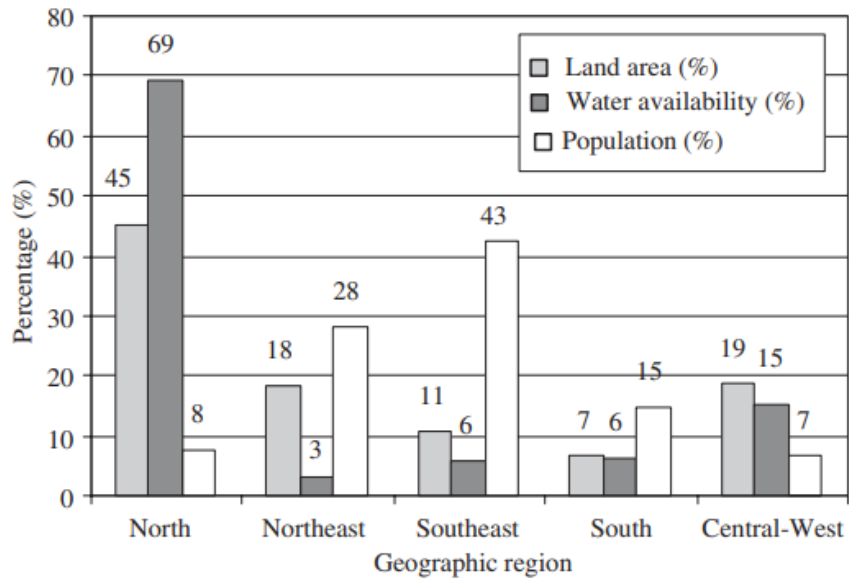 80
70
60
50
40
30
20
10
0
Percentage (%)
Land area (%)
Water availability (%)
Population (%)
45
69
8
18
3
28
11
6
43
7
6
15
19
15
7
North
Northeast
Southeast
South
Central-West
Geographic region